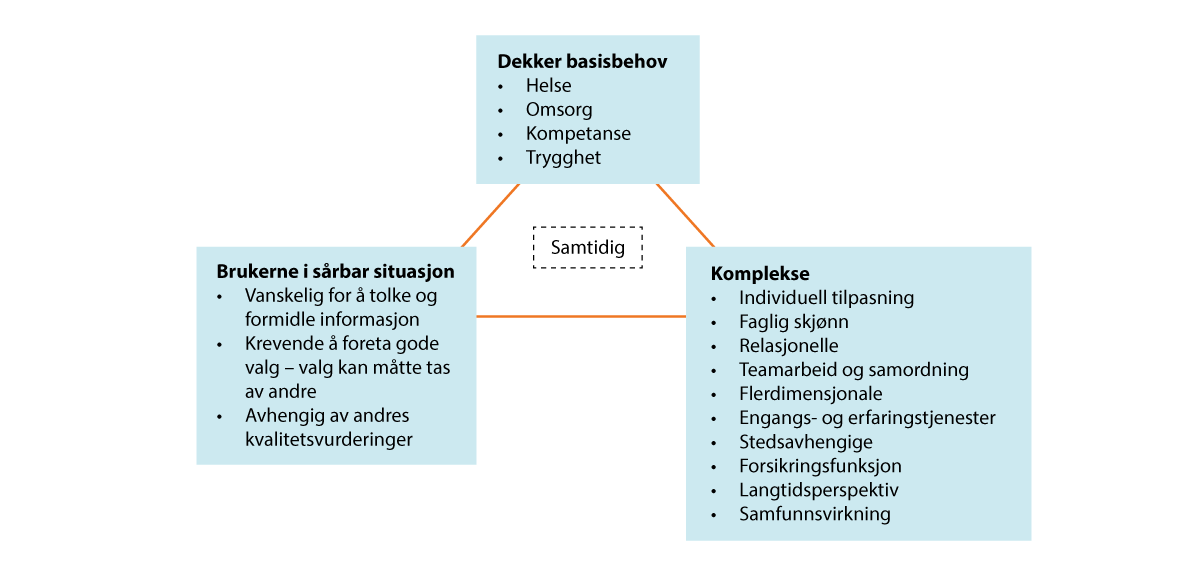 Dekker basisbehov
• Helse
• Omsorg
• Kompetanse
• Trygghet
Samtidig
Brukerne i sårbar situasjon
• Vanskelig for å tolke og
formidle informasjon
• Krevende å foreta gode
valg – valg kan måtte tas
av andre
• Avhengig av andres
kvalitetsvurderinger
Komplekse
• Individuell tilpasning
• Faglig skjønn
• Relasjonelle
• Teamarbeid og samordning
• Flerdimensjonale
• Engangs- og erfaringstjenester
• Stedsavhengige
• Forsikringsfunksjon
• Langtidsperspektiv
• Samfunnsvirkning